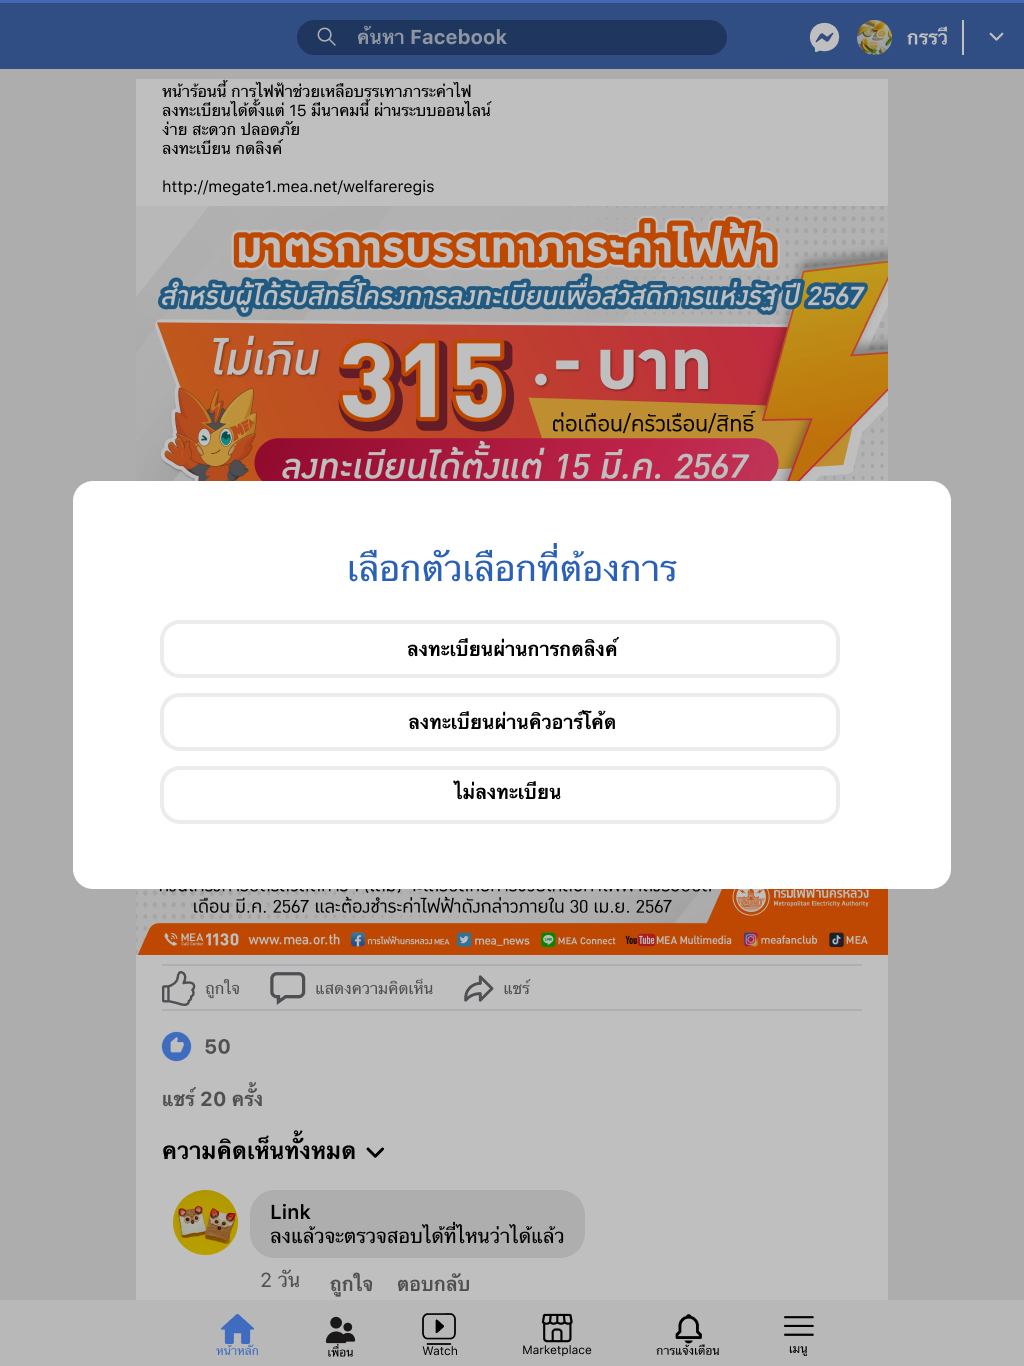 ค้นหา Facebook
กรรวี
หน้าร้อนนี้ การไฟฟ้าช่วยเหลือบรรเทาภาระค่าไฟ
ลงทะเบียนได้ตั้งแต่ 15 มีนาคมนี้ ผ่านระบบออนไลน์
ง่าย สะดวก ปลอดภัย
ลงทะเบียน กดลิงค์
http://megate1.mea.net/welfareregis
มาตรการบรรเทาภาระค่าไฟฟ้า
สำหรับผู้ได้รับสิทธิ์โครงการลงทะเบียนเพื่อสวัสดิการแห่งรัฐ ปี 2567
ไม่เกิน 315 .- บาท
ต่อเดือน/ครัวเรือน/สิทธิ์
MEA
ลงทะเบียนได้ตั้งแต่ 15 มี.ค. 2567
เลือกตัวเลือกที่ต้องการ
ลงทะเบียนผ่านการกดลิงค์
ลงทะเบียนผ่านคิวอาร์โค้ด
ไม่ลงทะเบียน
เดือน มี.ค. 2567 และต้องชำระค่าไฟฟ้าดังกล่าวภายใน 30 เม.ย. 2567
การไฟฟ้านครหลวง
Metropolitan Electricity Authority
MEA 1130 www.mea.or.th การไฟฟ้านครหลวง MEA mea_news MEA Connect YouTube MEA Multimedia meafanclub MEA
ถูกใจ แสดงความคิดเห็น แชร์
50
แชร์ 20 ครั้ง
ความคิดเห็นทั้งหมด
Link
ลงแล้วจะตรวจสอบได้ที่ไหนว่าได้แล้ว
2 วัน ถูกใจ ตอบกลับ
หน้าหลัก เพื่อน Watch Marketplace การแจ้งเตือน เมนู